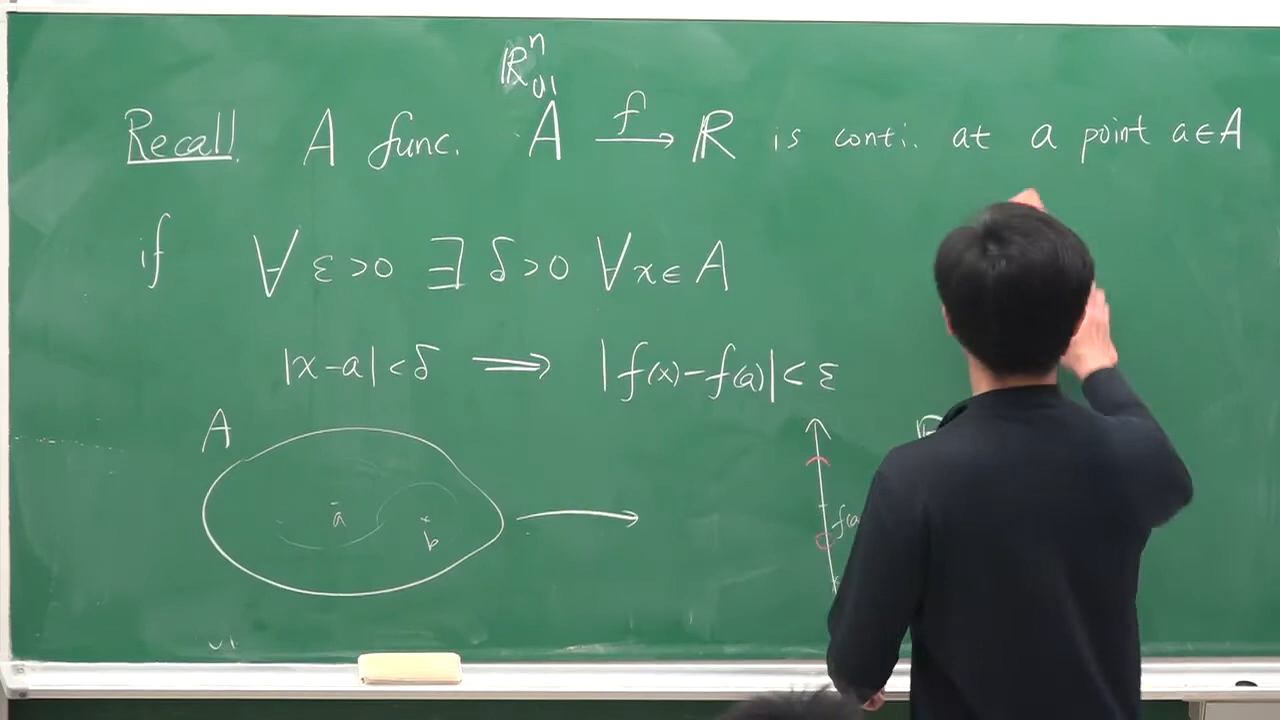 ℝⁿ
∪ı
Recall. A func. A —f→ ℝ is conti. at a point a∈A
if ∀ε>0 ∃δ>0 ∀x∈A
|x-a|<δ ⟹ |f(x)-f(a)|<ε
A
a
b
f(a